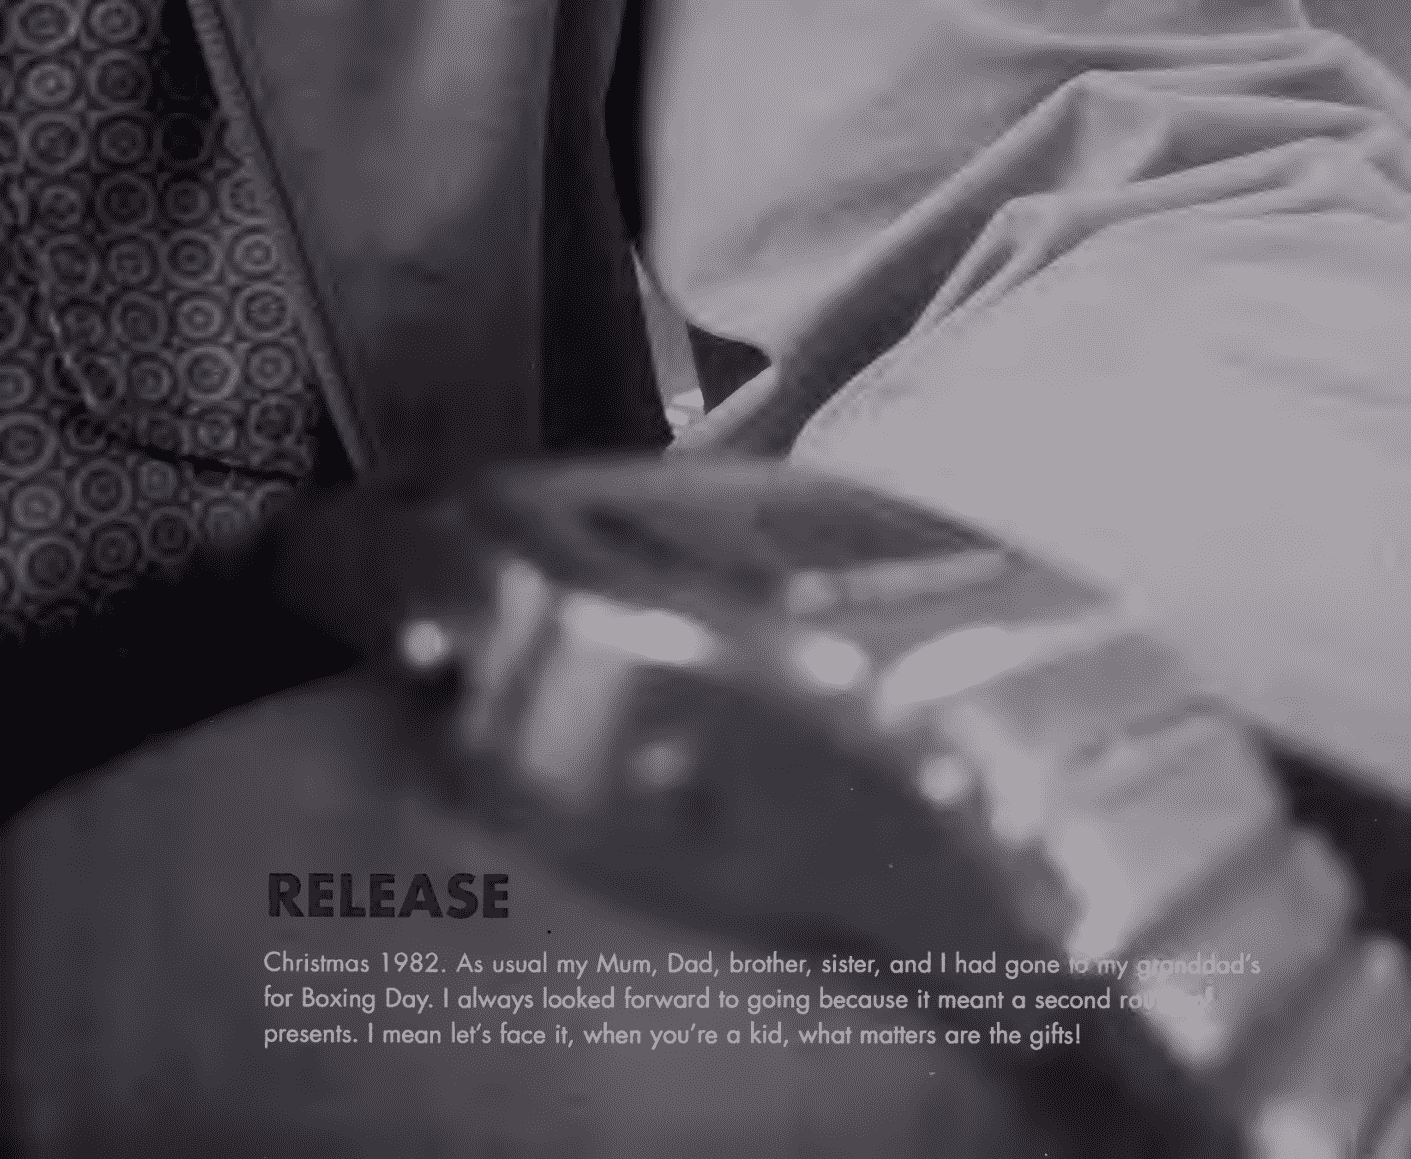 RELEASE
Christmas 1982. As usual my Mum, Dad, brother, sister, and I had gone to my granddad's
for Boxing Day. I always looked forward to going because it meant a second round of
presents. I mean let's face it, when you're a kid, what matters are the gifts!